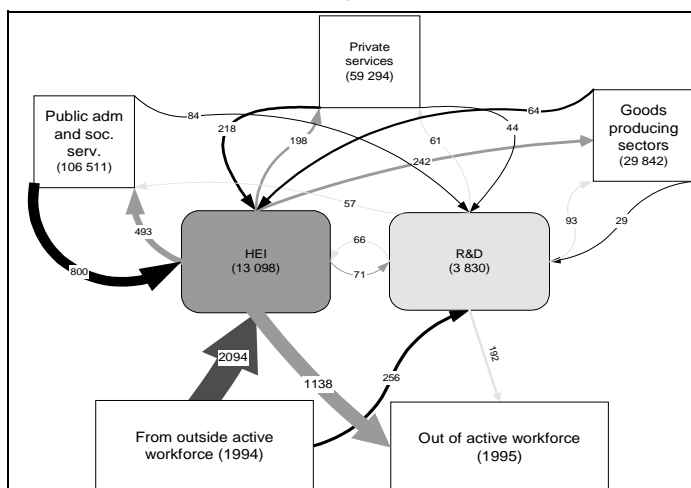 Private
services
(59 294)
Public adm
and soc.
serv.
(106 511)
Goods
producing
sectors
(29 842)
84
64
218
198
61
44
242
57
93
29
493
800
HEI
(13 098)
66
71
R&D
(3 830)
2094
1138
256
192
From outside active
workforce (1994)
Out of active workforce
(1995)